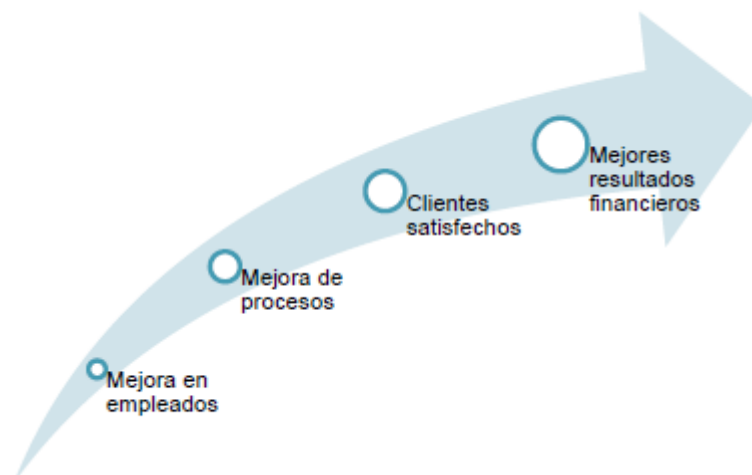 Mejores
resultados
financieros
Clientes
satisfechos
Mejora de
procesos
Mejora en
empleados